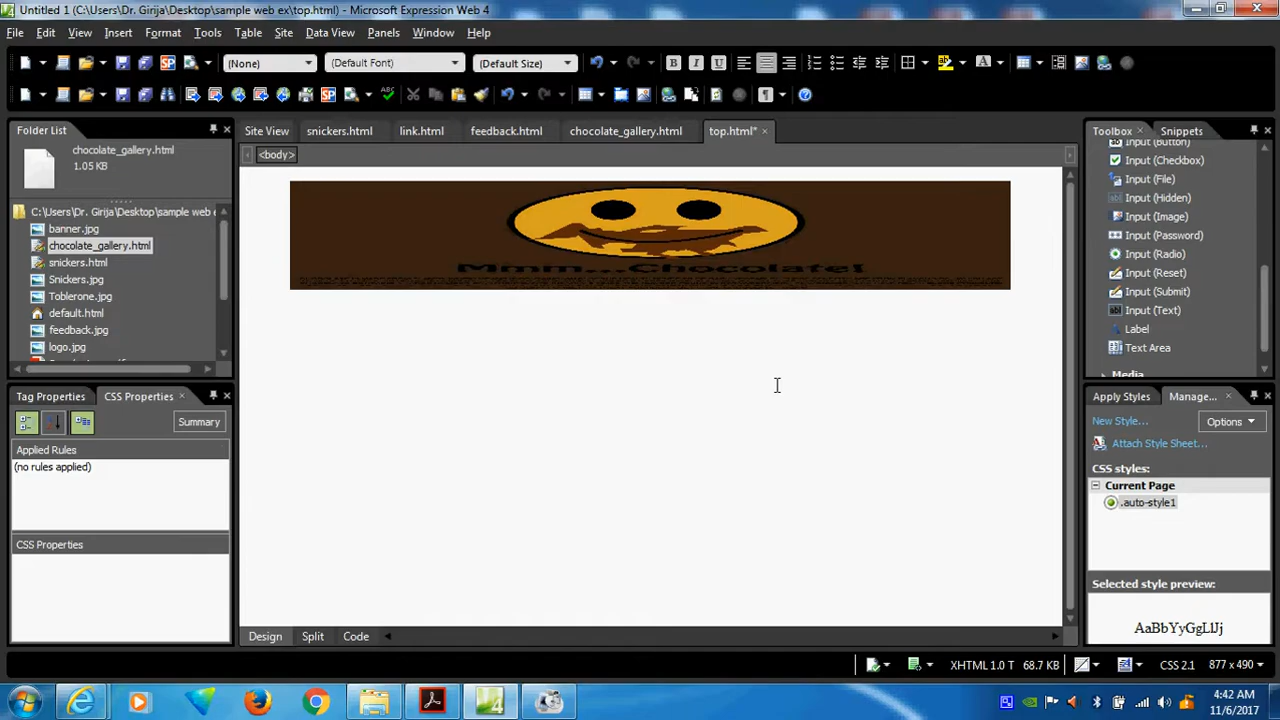 Untitled 1 (C:\Users\Dr. Girija\Desktop\sample web ex\top.html) - Microsoft Expression Web 4
File Edit View Insert Format Tools Table Site Data View Panels Window Help
(None) (Default Font) (Default Size) B I U
Folder List
Site View snickers.html link.html feedback.html chocolate_gallery.html top.html*
Toolbox Snippets
<body>
chocolate_gallery.html
1.05 KB
C:\Users\Dr. Girija\Desktop\sample web e
banner.jpg
chocolate_gallery.html
snickers.html
Snickers.jpg
Toblerone.jpg
default.html
feedback.jpg
logo.jpg
Mmm...Chocolate!
Input (Button)
Input (Checkbox)
Input (File)
Input (Hidden)
Input (Image)
Input (Password)
Input (Radio)
Input (Reset)
Input (Submit)
Input (Text)
Label
Text Area
Media
Tag Properties CSS Properties
Summary
Applied Rules
(no rules applied)
CSS Properties
Apply Styles Manage...
New Style... Options
Attach Style Sheet...
CSS styles:
Current Page
.auto-style1
Selected style preview:
AaBbYyGgLlJj
Design Split Code
XHTML 1.0 T 68.7 KB CSS 2.1 877 x 490
4:42 AM
11/6/2017